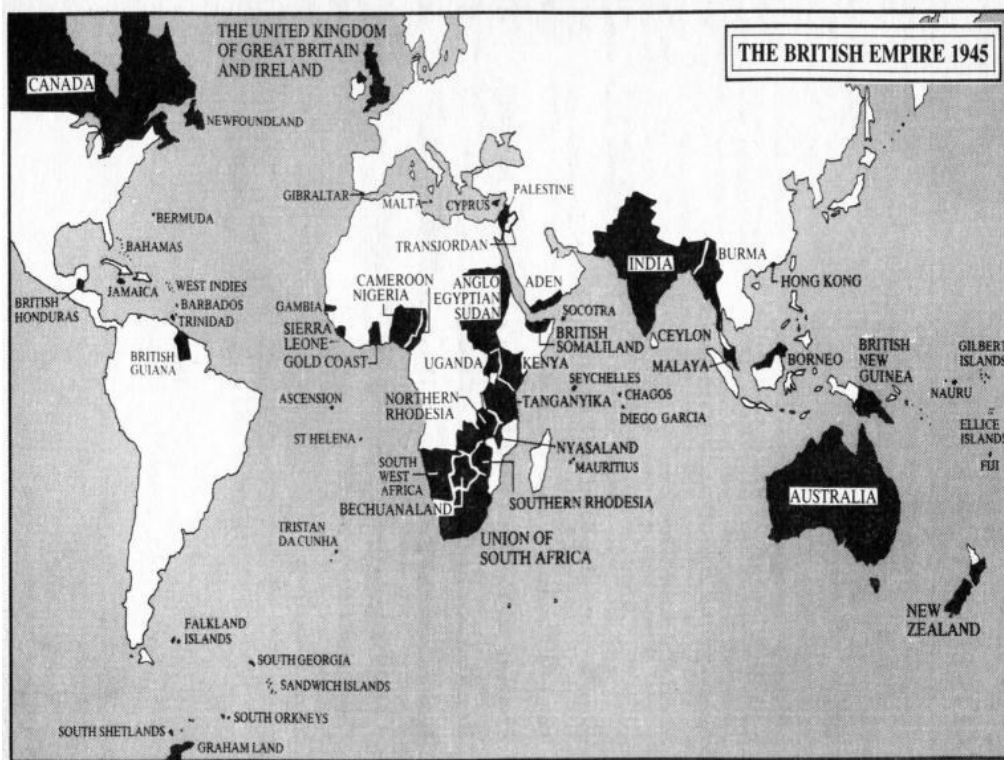 THE UNITED KINGDOM
OF GREAT BRITAIN
AND IRELAND
THE BRITISH EMPIRE 1945
CANADA
NEWFOUNDLAND
GIBRALTAR
MALTA
CYPRUS
PALESTINE
BERMUDA
TRANSJORDAN
BAHAMAS
INDIA
BURMA
HONG KONG
JAMAICA
WEST INDIES
BRITISH
HONDURAS
BARBADOS
TRINIDAD
GAMBIA
CAMEROON
NIGERIA
ANGLO
EGYPTIAN
SUDAN
ADEN
SOCOTRA
SIERRA
LEONE
GOLD COAST
BRITISH
SOMALILAND
CEYLON
MALAYA
BORNEO
BRITISH
NEW
GUINEA
GILBERT
ISLANDS
BRITISH
GUIANA
UGANDA
KENYA
SEYCHELLES
NAURU
ASCENSION
NORTHERN
RHODESIA
TANGANYIKA
CHAGOS
DIEGO GARCIA
ELLICE
ISLANDS
ST HELENA
NYASALAND
MAURITIUS
FIJI
SOUTH
WEST
AFRICA
SOUTHERN RHODESIA
BECHUANALAND
AUSTRALIA
TRISTAN
DA CUNHA
UNION OF
SOUTH AFRICA
NEW
ZEALAND
FALKLAND
ISLANDS
SOUTH GEORGIA
SANDWICH ISLANDS
SOUTH ORKNEYS
SOUTH SHETLANDS
GRAHAM LAND